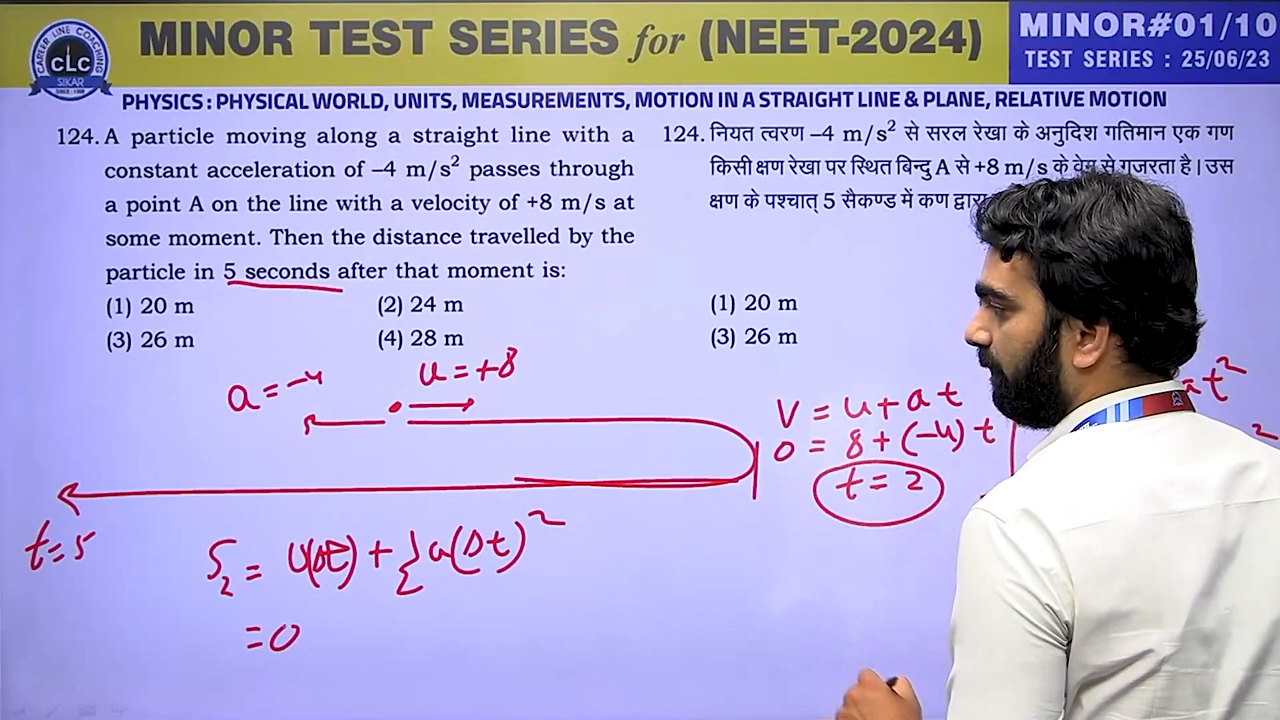 MINOR TEST SERIES for (NEET-2024)
MINOR#01/10
TEST SERIES : 25/06/23
CAREER LINE COACHING
CLC
SIKAR
SINCE : 1996
PHYSICS : PHYSICAL WORLD, UNITS, MEASUREMENTS, MOTION IN A STRAIGHT LINE & PLANE, RELATIVE MOTION
124. A particle moving along a straight line with a
constant acceleration of –4 m/s² passes through
a point A on the line with a velocity of +8 m/s at
some moment. Then the distance travelled by the
particle in 5 seconds after that moment is:
(1) 20 m (2) 24 m
(3) 26 m (4) 28 m
124. नियत त्वरण –4 m/s² से सरल रेखा के अनुदिश गतिमान एक गण
किसी क्षण रेखा पर स्थित बिन्दु A से +8 m/s के वेग से गुजरता है। उस
क्षण के पश्चात् 5 सैकण्ड में कण द्वारा
(1) 20 m
(3) 26 m
a = -4
u = +8
V = u + at
0 = 8 + (-4) t
t = 2
at²
2
t = 5
S₂ = u(Δt) + ½ a(Δt)²
= 0